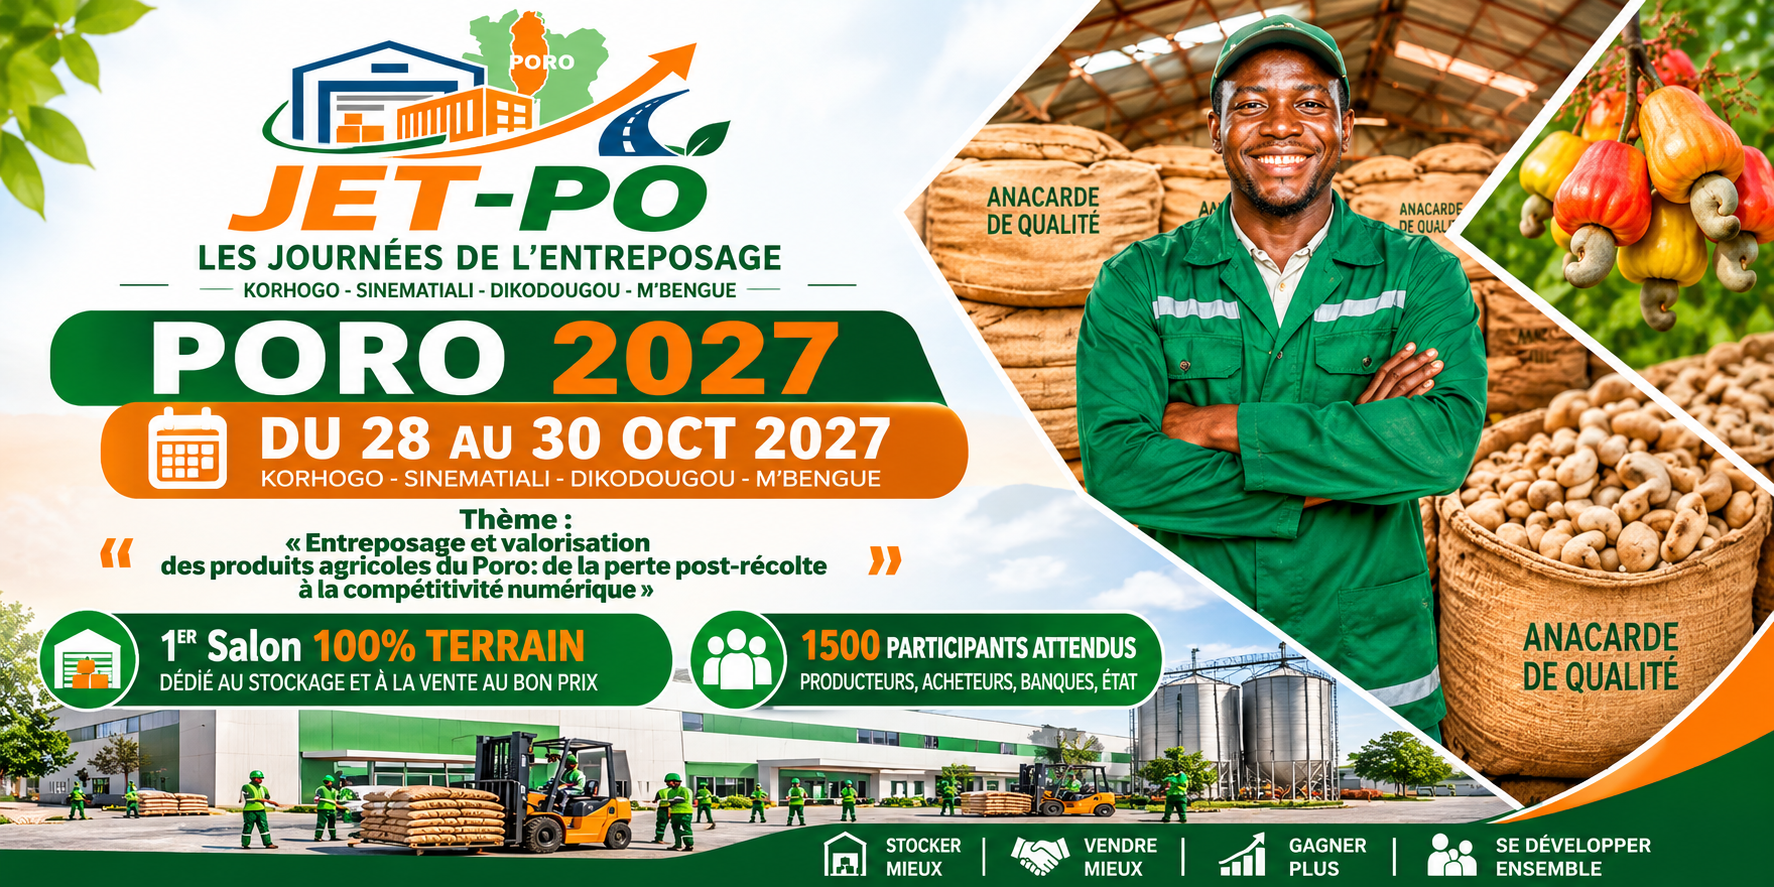 PORO
JET-PO
LES JOURNÉES DE L'ENTREPOSAGE
KORHOGO - SINEMATIALI - DIKODOUGOU - M'BENGUE
PORO 2027
DU 28 AU 30 OCT 2027
KORHOGO - SINEMATIALI - DIKODOUGOU - M'BENGUE
Thème :
« Entreposage et valorisation
des produits agricoles du Poro: de la perte post-récolte
à la compétitivité numérique »
1ER Salon 100% TERRAIN
DÉDIÉ AU STOCKAGE ET À LA VENTE AU BON PRIX
1500 PARTICIPANTS ATTENDUS
PRODUCTEURS, ACHETEURS, BANQUES, ÉTAT
ANACARDE
DE QUALITÉ
ANACARDE
ANACARDE
DE QUALITÉ
STOCKER
MIEUX
VENDRE
MIEUX
GAGNER
PLUS
SE DÉVELOPPER
ENSEMBLE